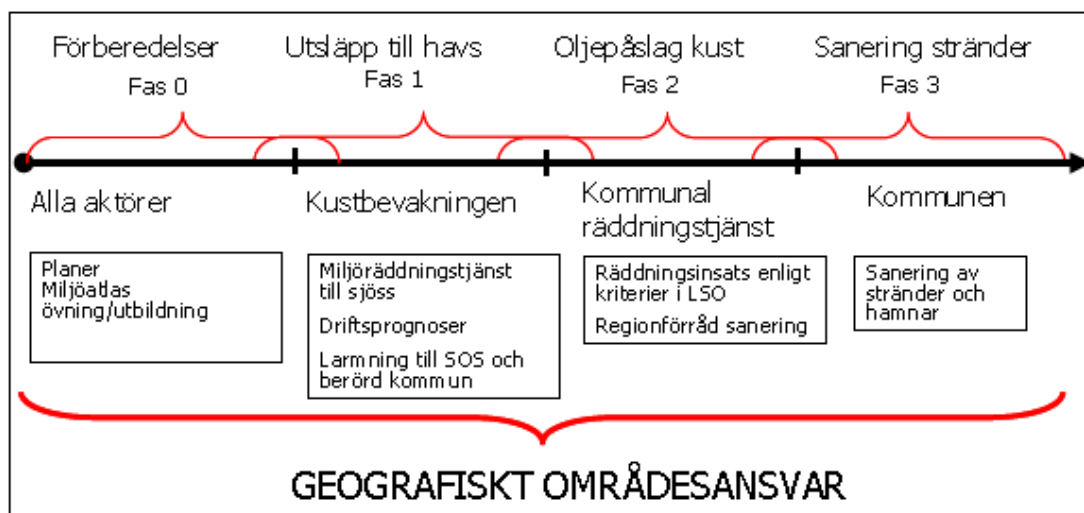 Förberedelser
Fas 0
Utsläpp till havs
Fas 1
Oljepåslag kust
Fas 2
Sanering stränder
Fas 3
Alla aktörer
Kustbevakningen
Kommunal
räddningstjänst
Kommunen
Planer
Miljöatlas
övning/utbildning
Miljöräddningstjänst
till sjöss
Driftsprognoser
Larmning till SOS och
berörd kommun
Räddningsinsats enligt
kriterier i LSO
Regionförråd sanering
Sanering av
stränder och
hamnar
GEOGRAFISKT OMRÅDESANSVAR